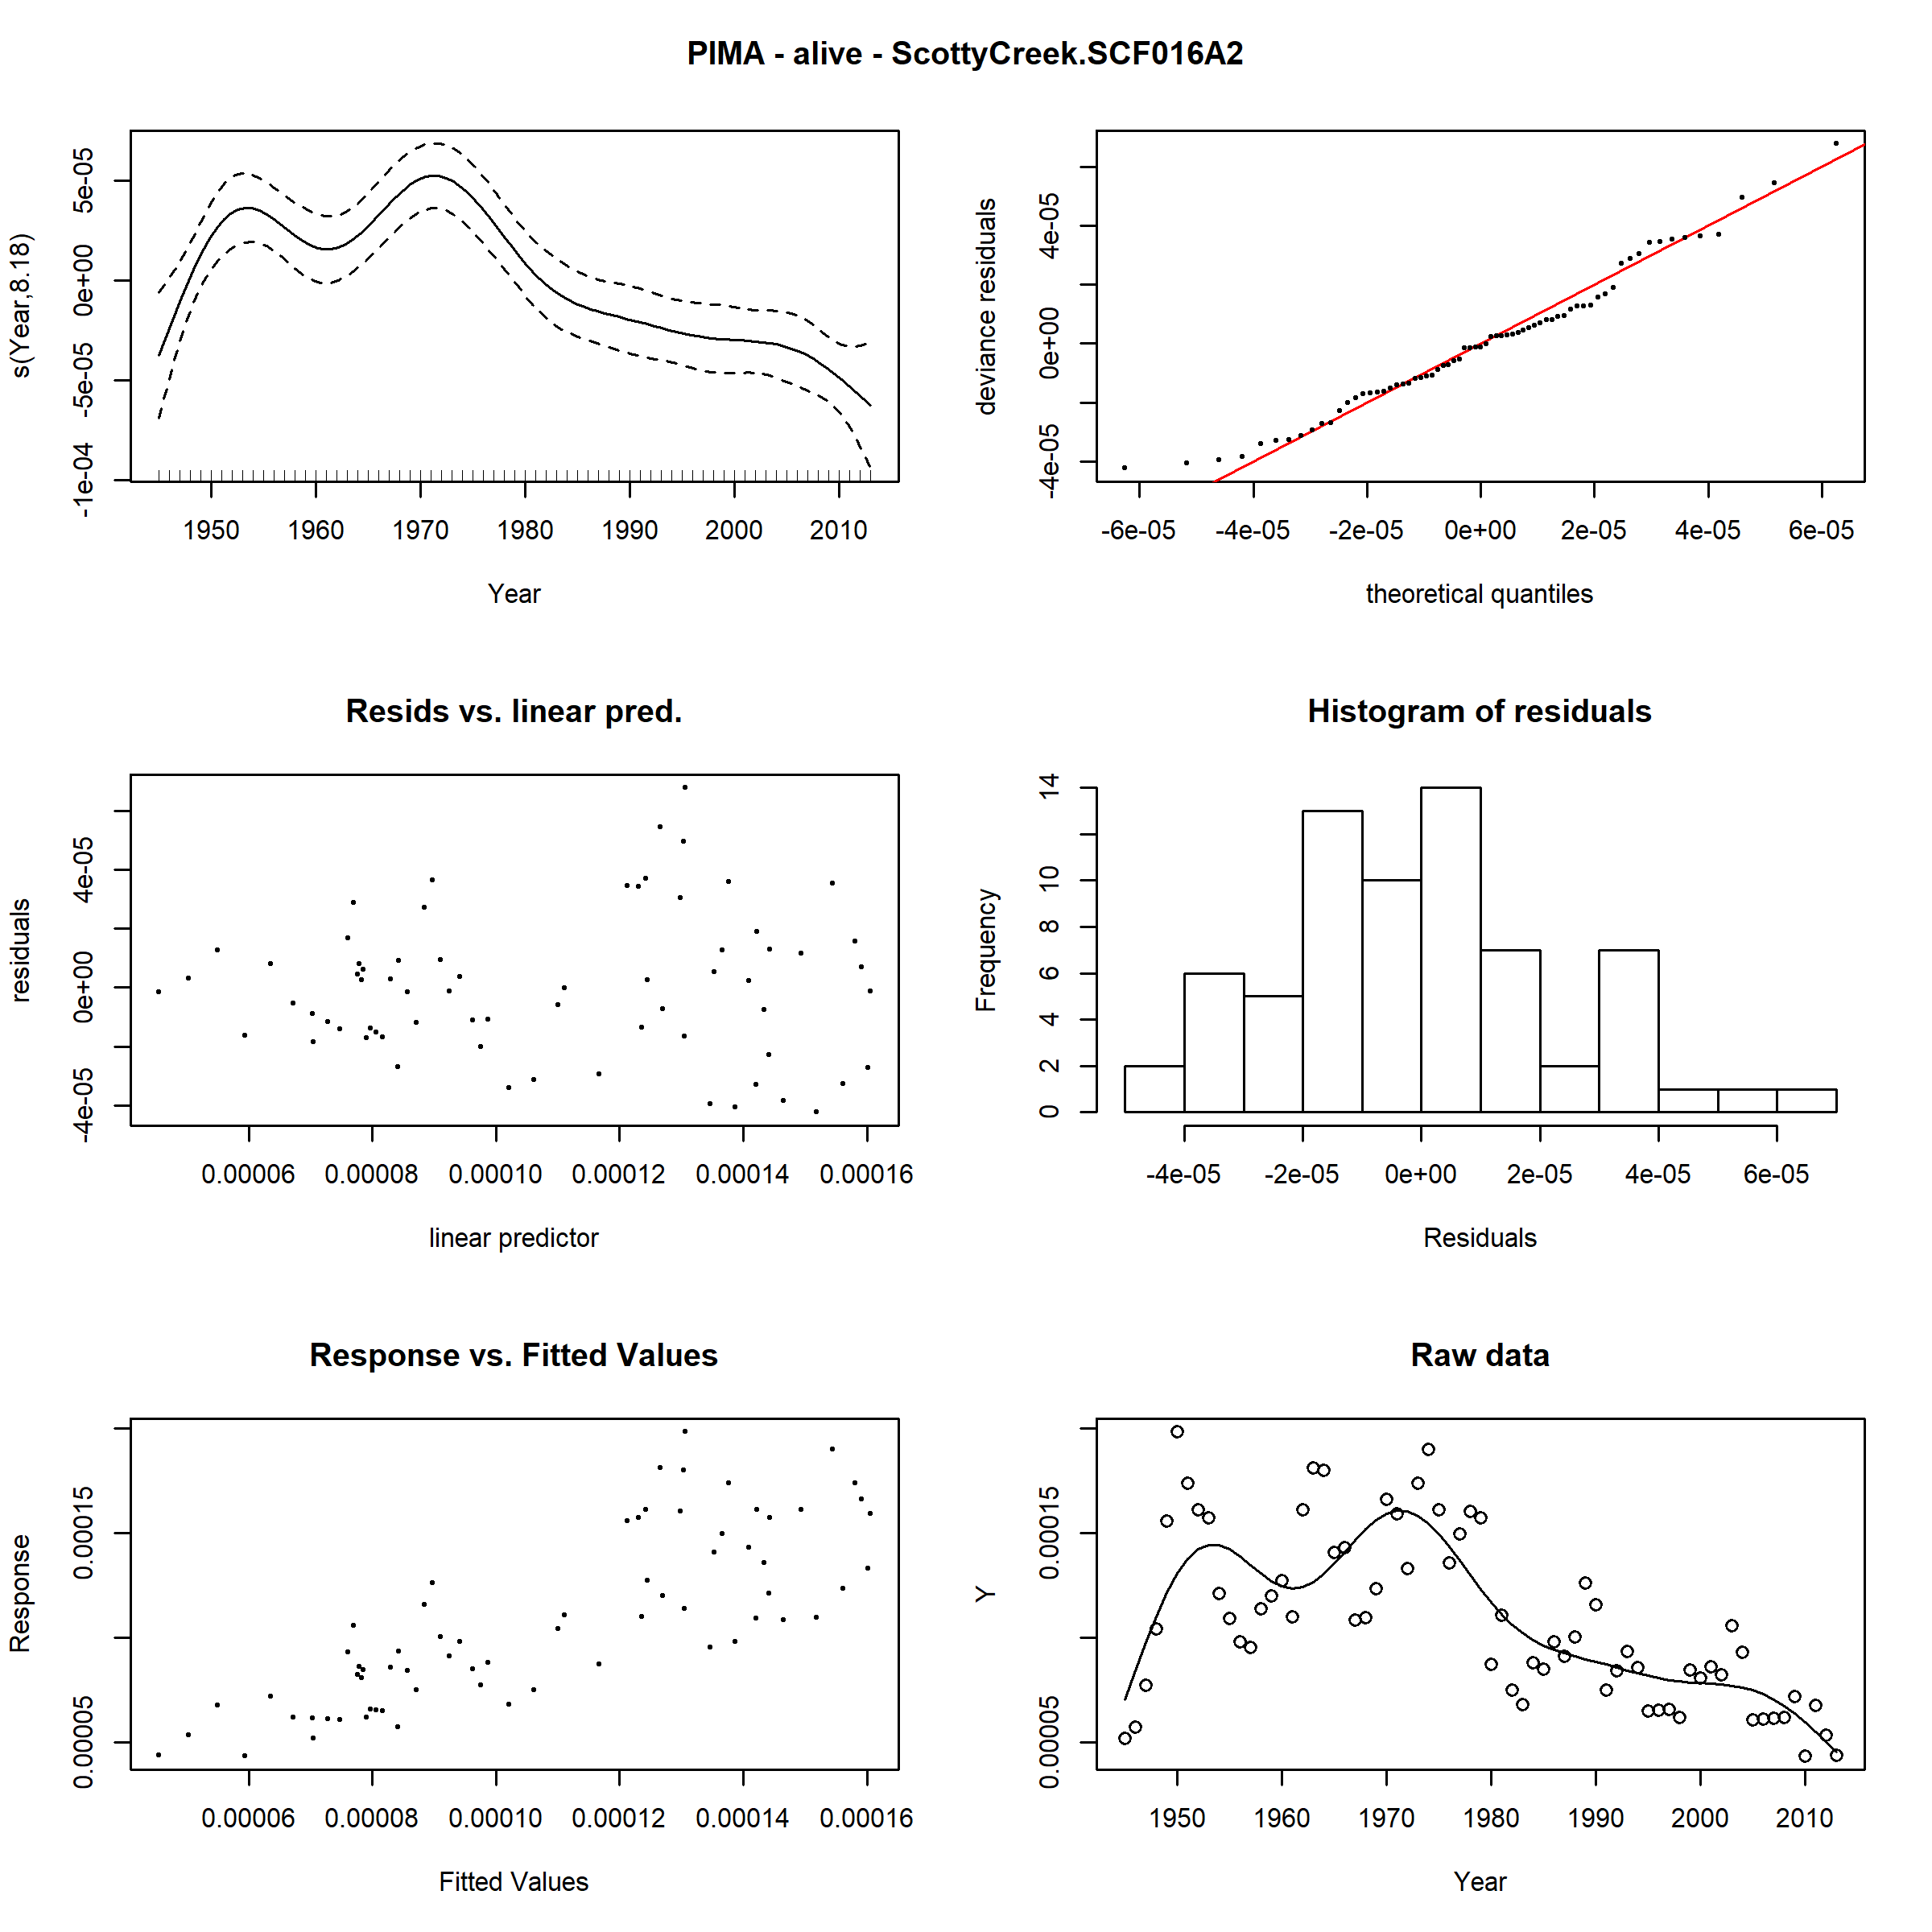 PIMA - alive - ScottyCreek.SCF016A2
s(Year,8.18)
5e-05
0e+00
-5e-05
-1e-04
1950 1960 1970 1980 1990 2000 2010
Year
deviance residuals
4e-05
0e+00
-4e-05
-6e-05 -4e-05 -2e-05 0e+00 2e-05 4e-05 6e-05
theoretical quantiles
Resids vs. linear pred.
residuals
4e-05
0e+00
-4e-05
0.00006 0.00008 0.00010 0.00012 0.00014 0.00016
linear predictor
Histogram of residuals
Frequency
14
10
8
6
4
2
0
-4e-05 -2e-05 0e+00 2e-05 4e-05 6e-05
Residuals
Response vs. Fitted Values
Response
0.00015
0.00005
0.00006 0.00008 0.00010 0.00012 0.00014 0.00016
Fitted Values
Raw data
Y
0.00015
0.00005
1950 1960 1970 1980 1990 2000 2010
Year